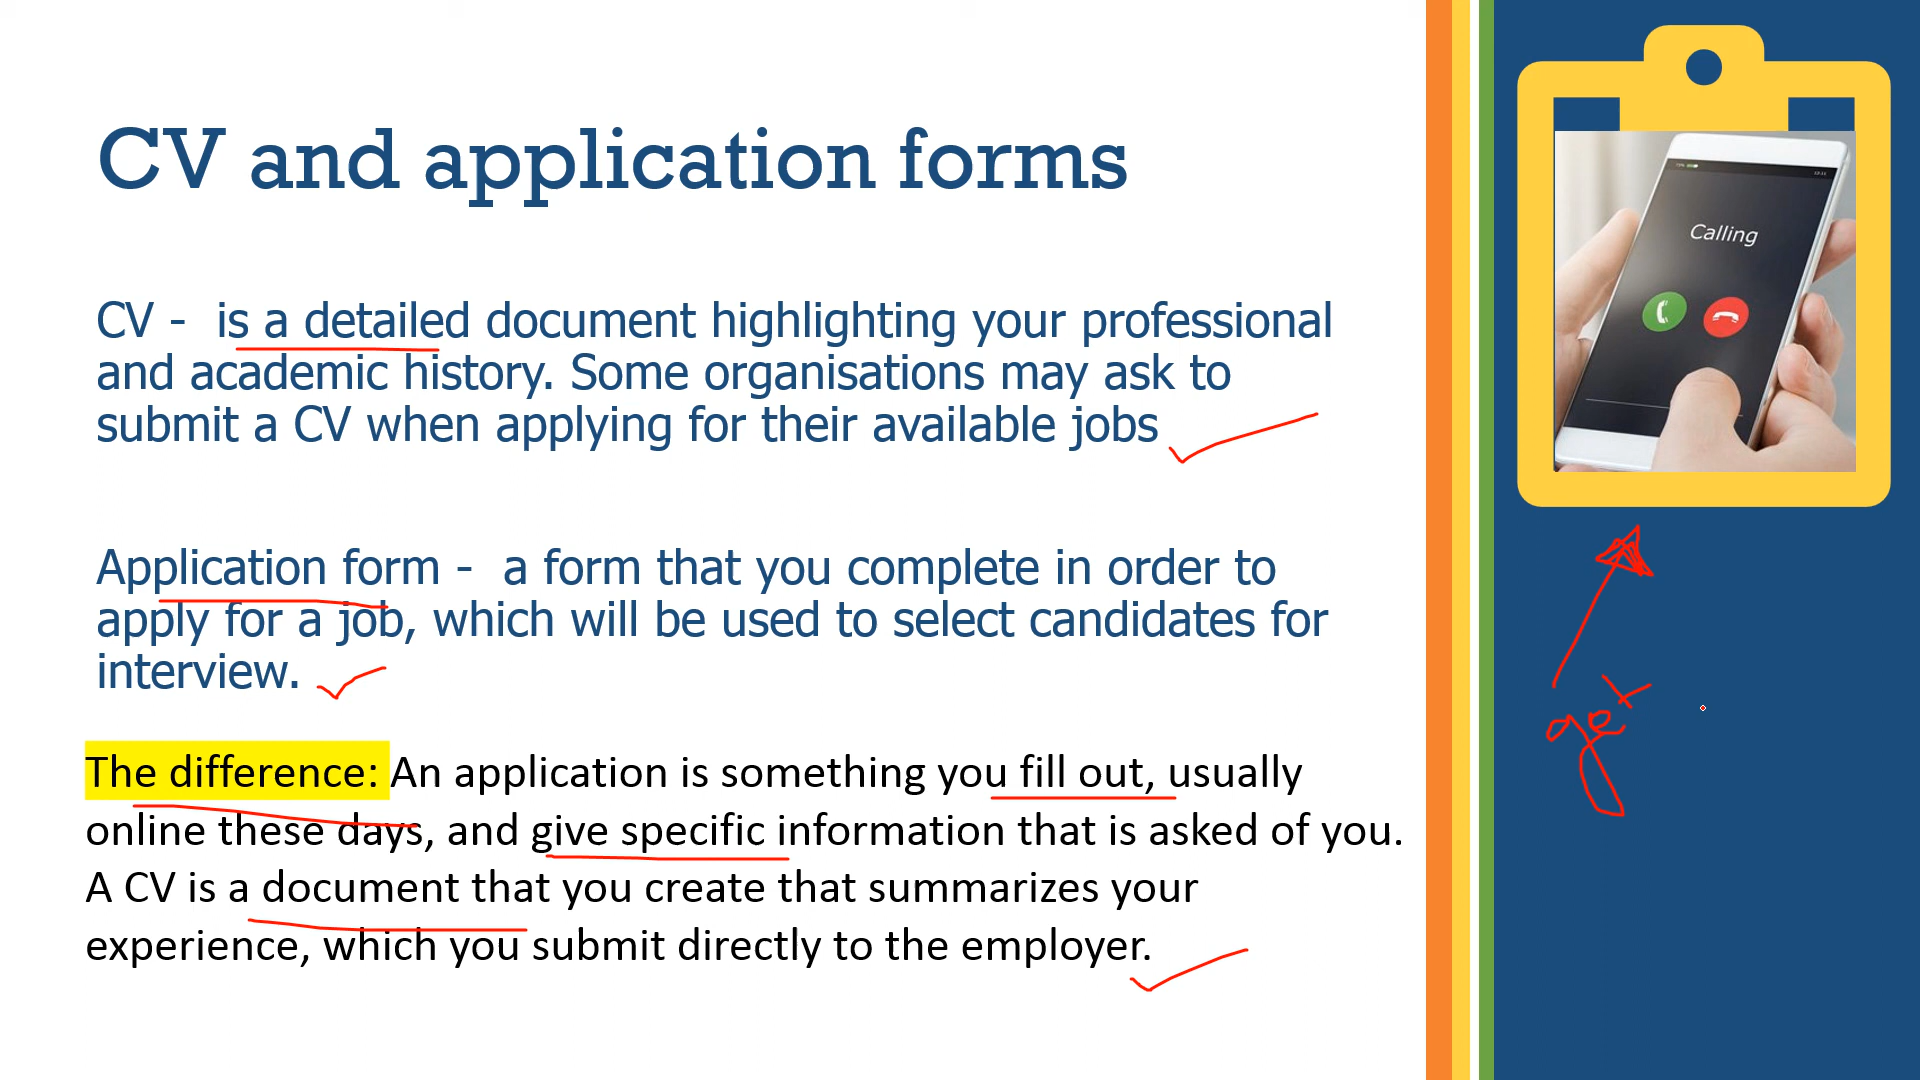 CV and application forms
CV - is a detailed document highlighting your professional
and academic history. Some organisations may ask to
submit a CV when applying for their available jobs
Application form - a form that you complete in order to
apply for a job, which will be used to select candidates for
interview.
The difference: An application is something you fill out, usually
online these days, and give specific information that is asked of you.
A CV is a document that you create that summarizes your
experience, which you submit directly to the employer.
Calling
get